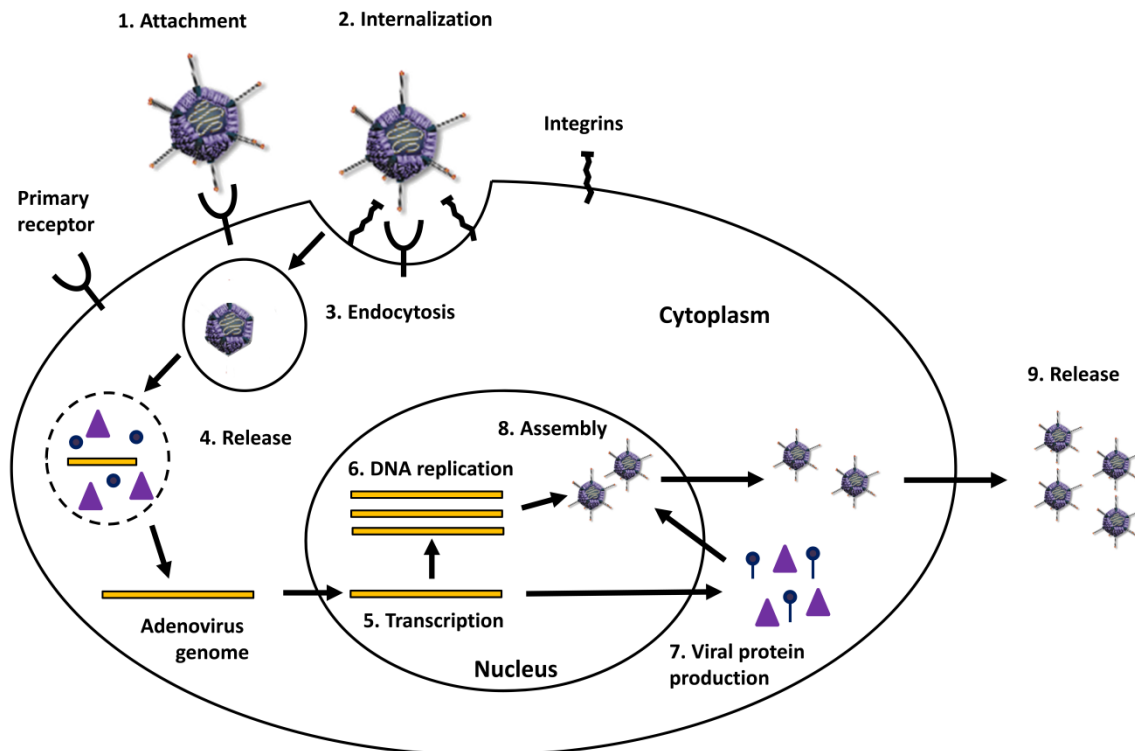 1. Attachment
2. Internalization
Integrins
Primary
receptor
3. Endocytosis
Cytoplasm
9. Release
4. Release
8. Assembly
6. DNA replication
5. Transcription
Adenovirus
genome
Nucleus
7. Viral protein
production